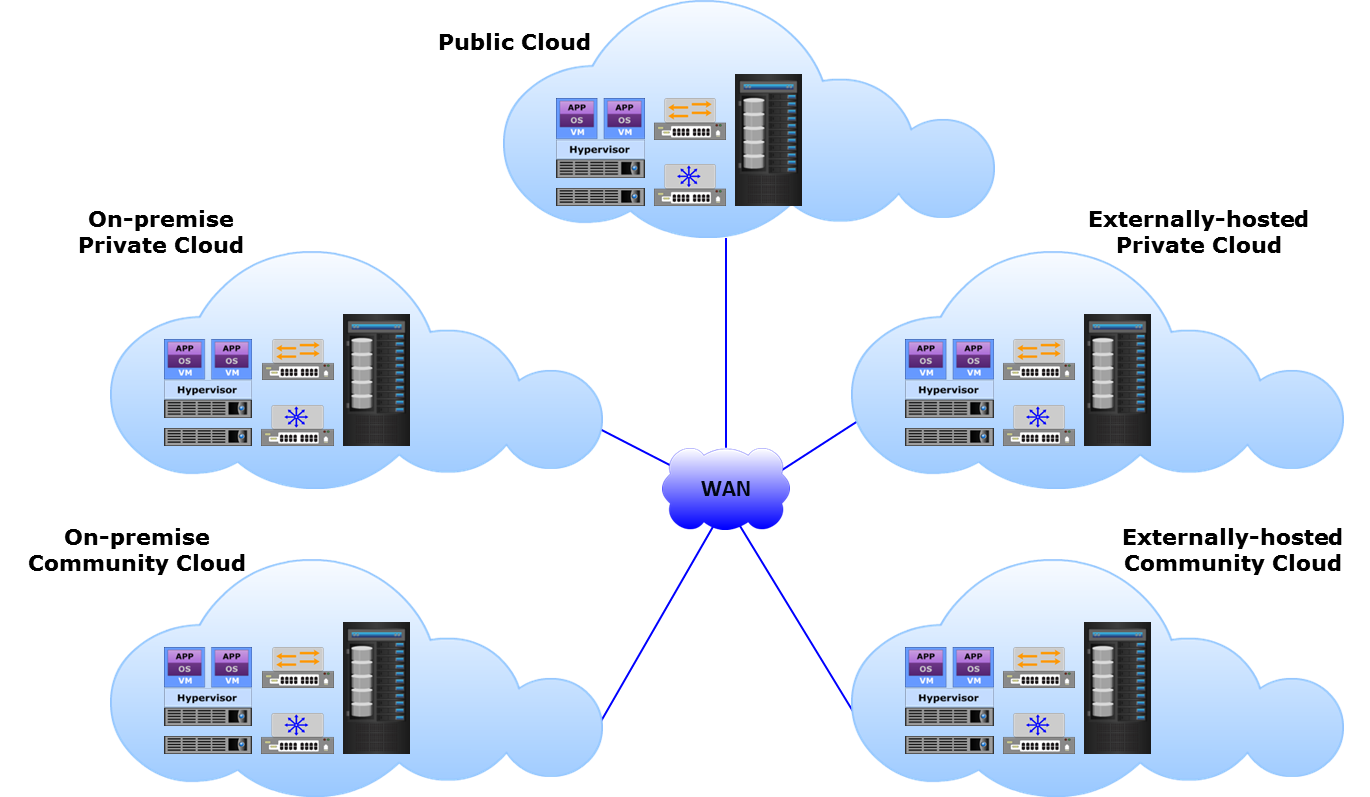 Public Cloud
APP APP
OS OS
VM VM
Hypervisor
On-premise
Private Cloud
APP APP
OS OS
VM VM
Hypervisor
Externally-hosted
Private Cloud
APP APP
OS OS
VM VM
Hypervisor
WAN
On-premise
Community Cloud
APP APP
OS OS
VM VM
Hypervisor
Externally-hosted
Community Cloud
APP APP
OS OS
VM VM
Hypervisor